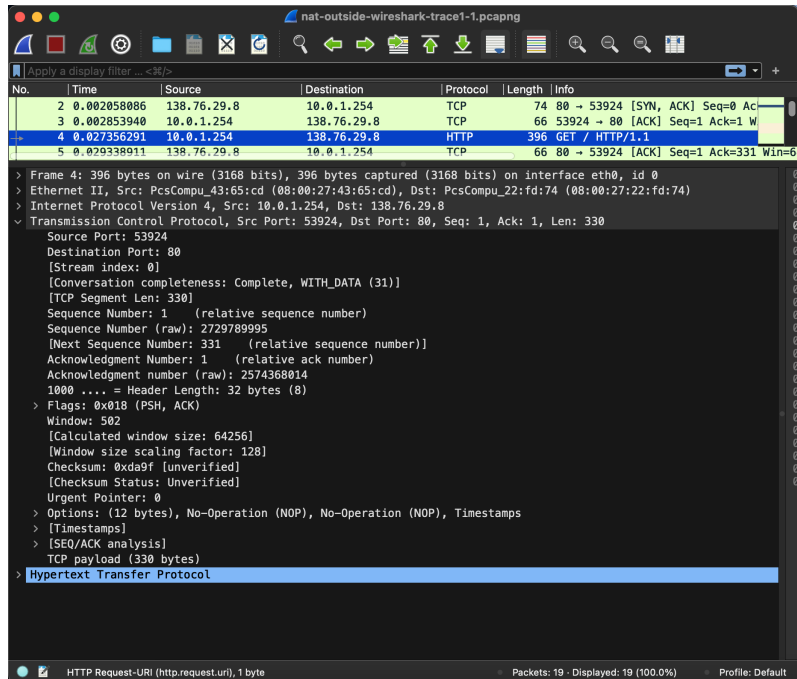 nat-outside-wireshark-trace1-1.pcapng
Apply a display filter ... <⌘/>
No. Time Source Destination Protocol Length Info
2 0.002058086 138.76.29.8 10.0.1.254 TCP 74 80 → 53924 [SYN, ACK] Seq=0 Ac
3 0.002853940 10.0.1.254 138.76.29.8 TCP 66 53924 → 80 [ACK] Seq=1 Ack=1 W
4 0.027356291 10.0.1.254 138.76.29.8 HTTP 396 GET / HTTP/1.1
5 0.029338911 138.76.29.8 10.0.1.254 TCP 66 80 → 53924 [ACK] Seq=1 Ack=331 Win=6
Frame 4: 396 bytes on wire (3168 bits), 396 bytes captured (3168 bits) on interface eth0, id 0
Ethernet II, Src: PcsCompu_43:65:cd (08:00:27:43:65:cd), Dst: PcsCompu_22:fd:74 (08:00:27:22:fd:74)
Internet Protocol Version 4, Src: 10.0.1.254, Dst: 138.76.29.8
Transmission Control Protocol, Src Port: 53924, Dst Port: 80, Seq: 1, Ack: 1, Len: 330
Source Port: 53924
Destination Port: 80
[Stream index: 0]
[Conversation completeness: Complete, WITH_DATA (31)]
[TCP Segment Len: 330]
Sequence Number: 1 (relative sequence number)
Sequence Number (raw): 2729789995
[Next Sequence Number: 331 (relative sequence number)]
Acknowledgment Number: 1 (relative ack number)
Acknowledgment number (raw): 2574368014
1000 .... = Header Length: 32 bytes (8)
Flags: 0x018 (PSH, ACK)
Window: 502
[Calculated window size: 64256]
[Window size scaling factor: 128]
Checksum: 0xda9f [unverified]
[Checksum Status: Unverified]
Urgent Pointer: 0
Options: (12 bytes), No-Operation (NOP), No-Operation (NOP), Timestamps
[Timestamps]
[SEQ/ACK analysis]
TCP payload (330 bytes)
Hypertext Transfer Protocol
HTTP Request-URI (http.request.uri), 1 byte Packets: 19 · Displayed: 19 (100.0%) Profile: Default